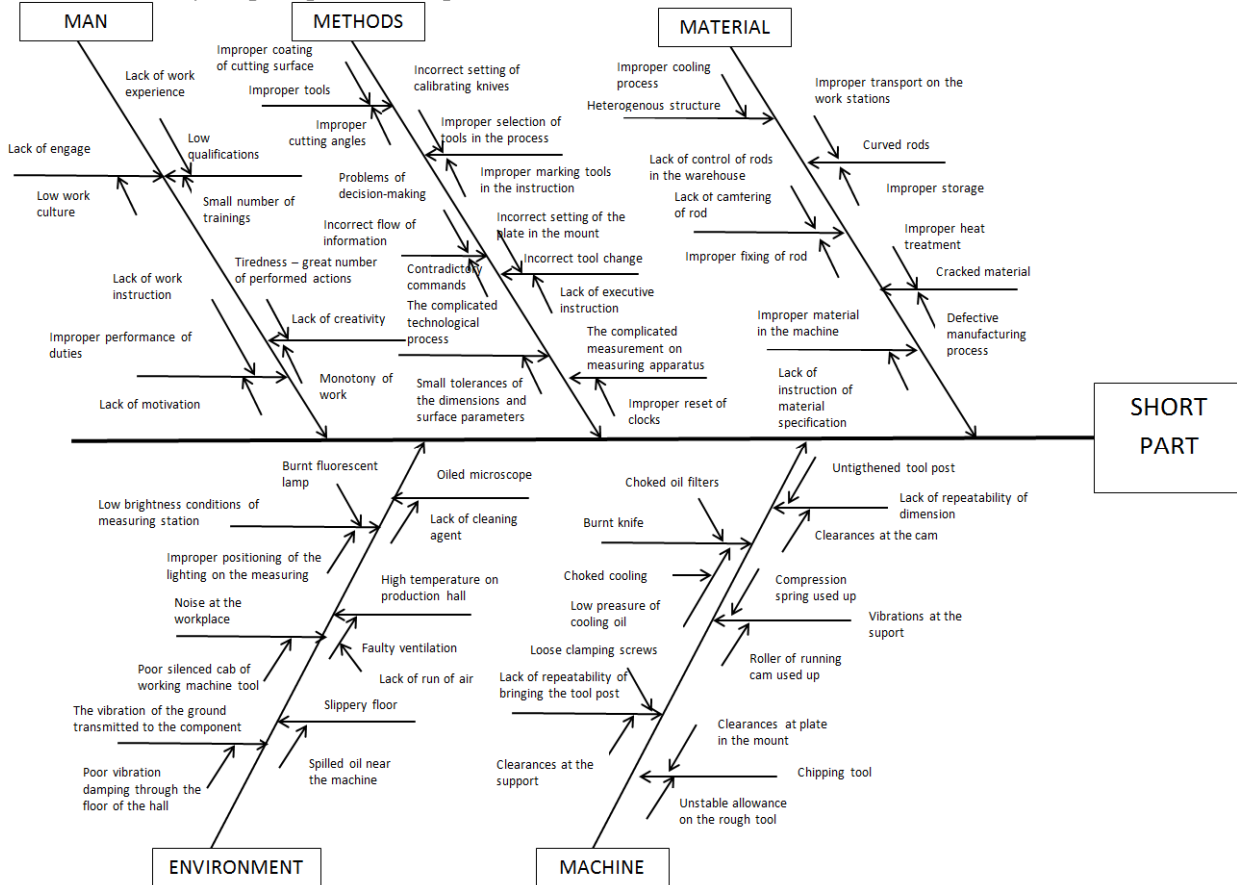 MAN
METHODS
MATERIAL
Lack of work
experience
Low
qualifications
Lack of engage
Low work
culture
Small number of
trainings
Tiredness – great number
of performed actions
Lack of work
instruction
Lack of creativity
Improper performance of
duties
Monotony of
work
Lack of motivation
Improper coating
of cutting surface
Improper tools
Improper
cutting angles
Incorrect setting of
calibrating knives
Improper selection of
tools in the process
Improper marking tools
in the instruction
Problems of
decision-making
Incorrect flow of
information
Contradictory
commands
Incorrect setting of the
plate in the mount
Incorrect tool change
Lack of executive
instruction
The complicated
technological
process
Small tolerances of
the dimensions and
surface parameters
The complicated
measurement on
measuring apparatus
Improper reset of
clocks
Improper cooling
process
Heterogenous structure
Improper transport on the
work stations
Curved rods
Improper storage
Lack of control of rods
in the warehouse
Lack of camfering
of rod
Improper fixing of rod
Improper heat
treatment
Cracked material
Defective
manufacturing
process
Improper material
in the machine
Lack of
instruction of
material
specification
SHORT
PART
Burnt fluorescent
lamp
Low brightness conditions of
measuring station
Improper positioning of the
lighting on the measuring
Oiled microscope
Lack of cleaning
agent
High temperature on
production hall
Noise at the
workplace
Faulty ventilation
Lack of run of air
Poor silenced cab of
working machine tool
Slippery floor
The vibration of the ground
transmitted to the component
Spilled oil near
the machine
Poor vibration
damping through the
floor of the hall
Choked oil filters
Burnt knife
Choked cooling
Low preasure of
cooling oil
Untigthened tool post
Lack of repeatability of
dimension
Clearances at the cam
Compression
spring used up
Vibrations at the
suport
Roller of running
cam used up
Loose clamping screws
Lack of repeatability of
bringing the tool post
Clearances at the
support
Clearances at plate
in the mount
Chipping tool
Unstable allowance
on the rough tool
ENVIRONMENT
MACHINE